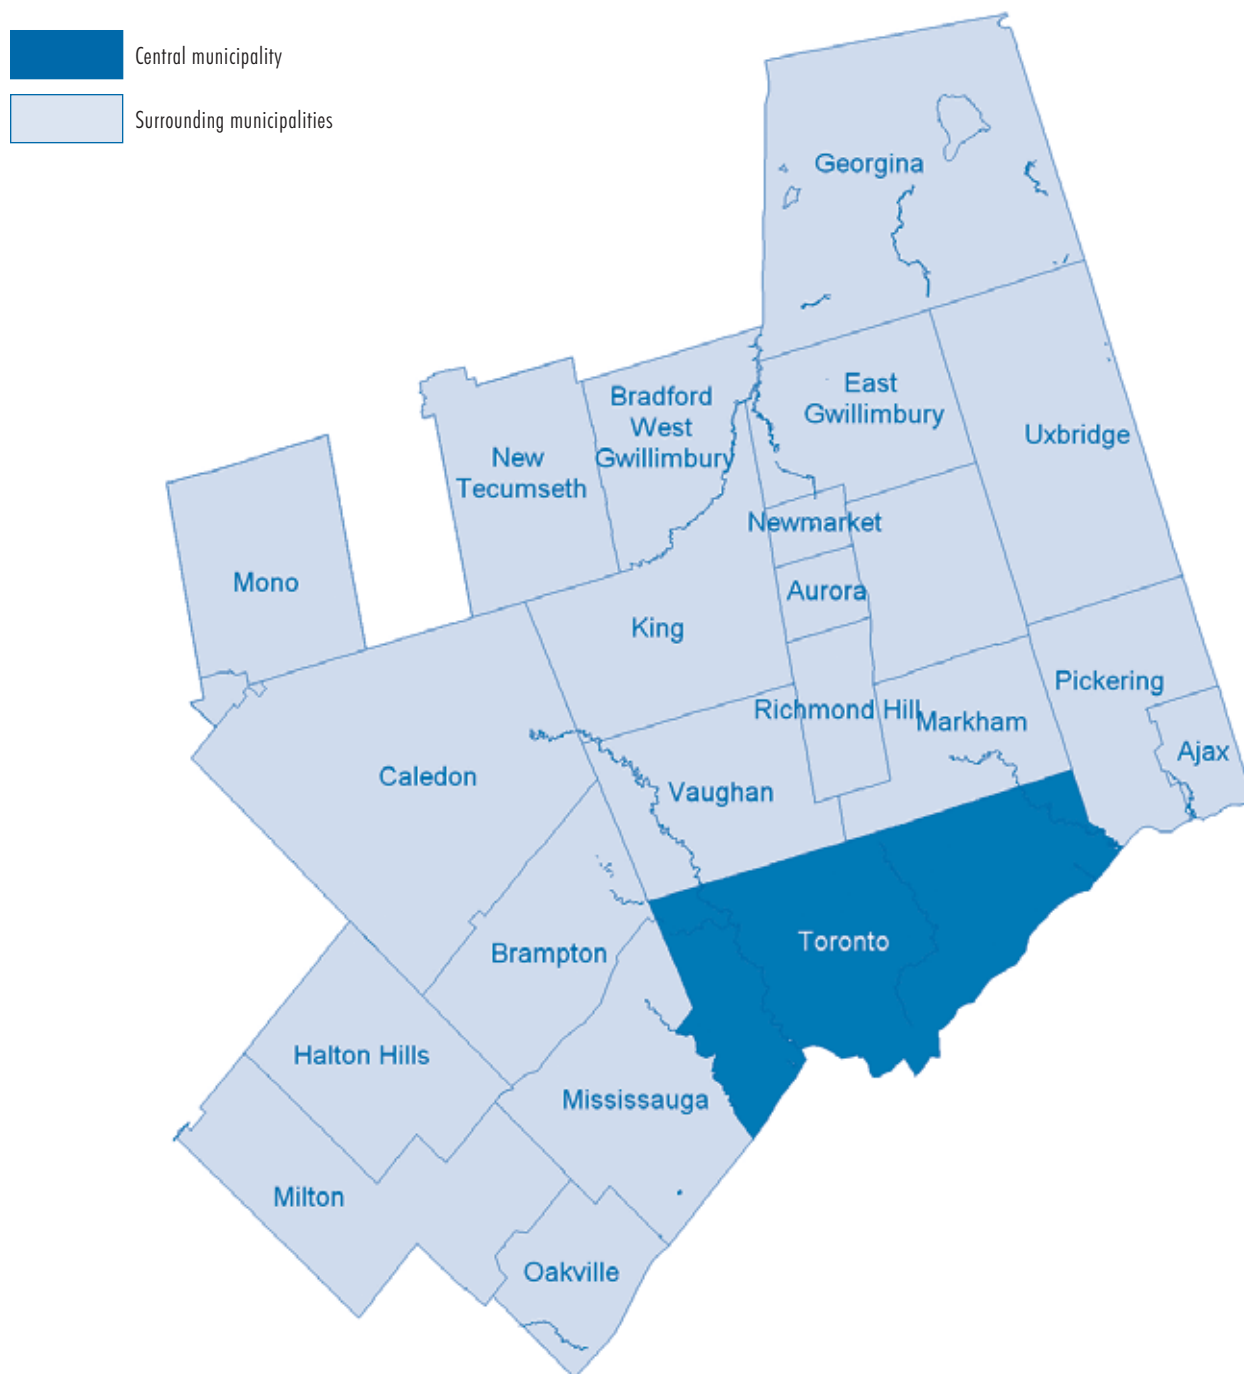 Central municipality
Surrounding municipalities
Georgina
East
Gwillimbury
Bradford
West
Gwillimbury
Uxbridge
New
Tecumseth
Newmarket
Mono
Aurora
King
Pickering
Richmond Hill
Markham
Ajax
Caledon
Vaughan
Toronto
Brampton
Halton Hills
Mississauga
Milton
Oakville